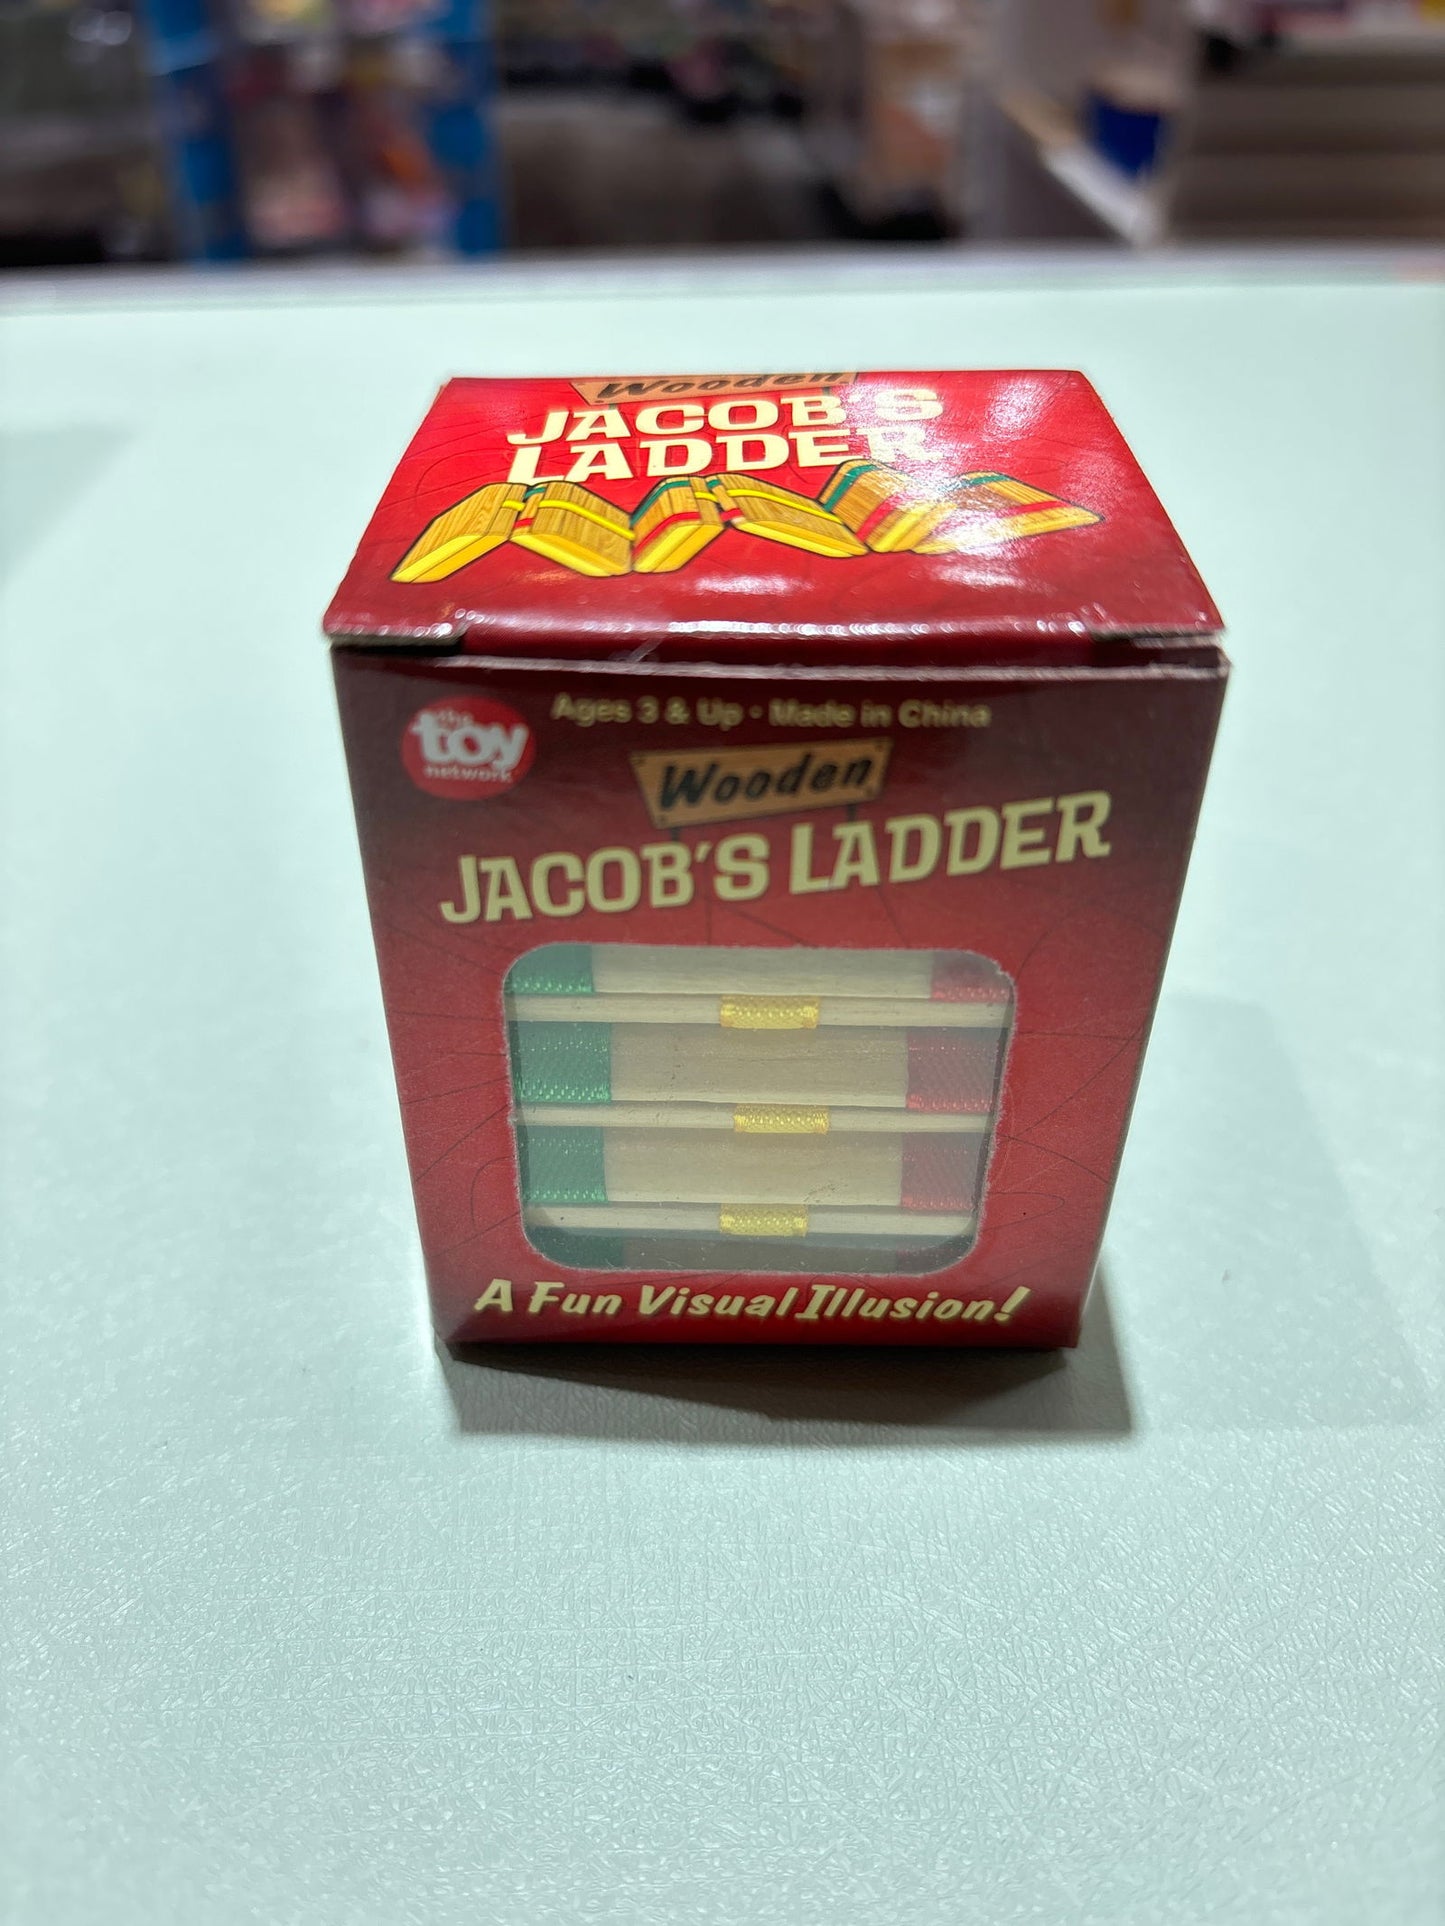 Wooden
JACOB'S
LADDER
the
toy
network
Ages 3 & Up • Made in China
Wooden
JACOB'S LADDER
A Fun Visual Illusion!